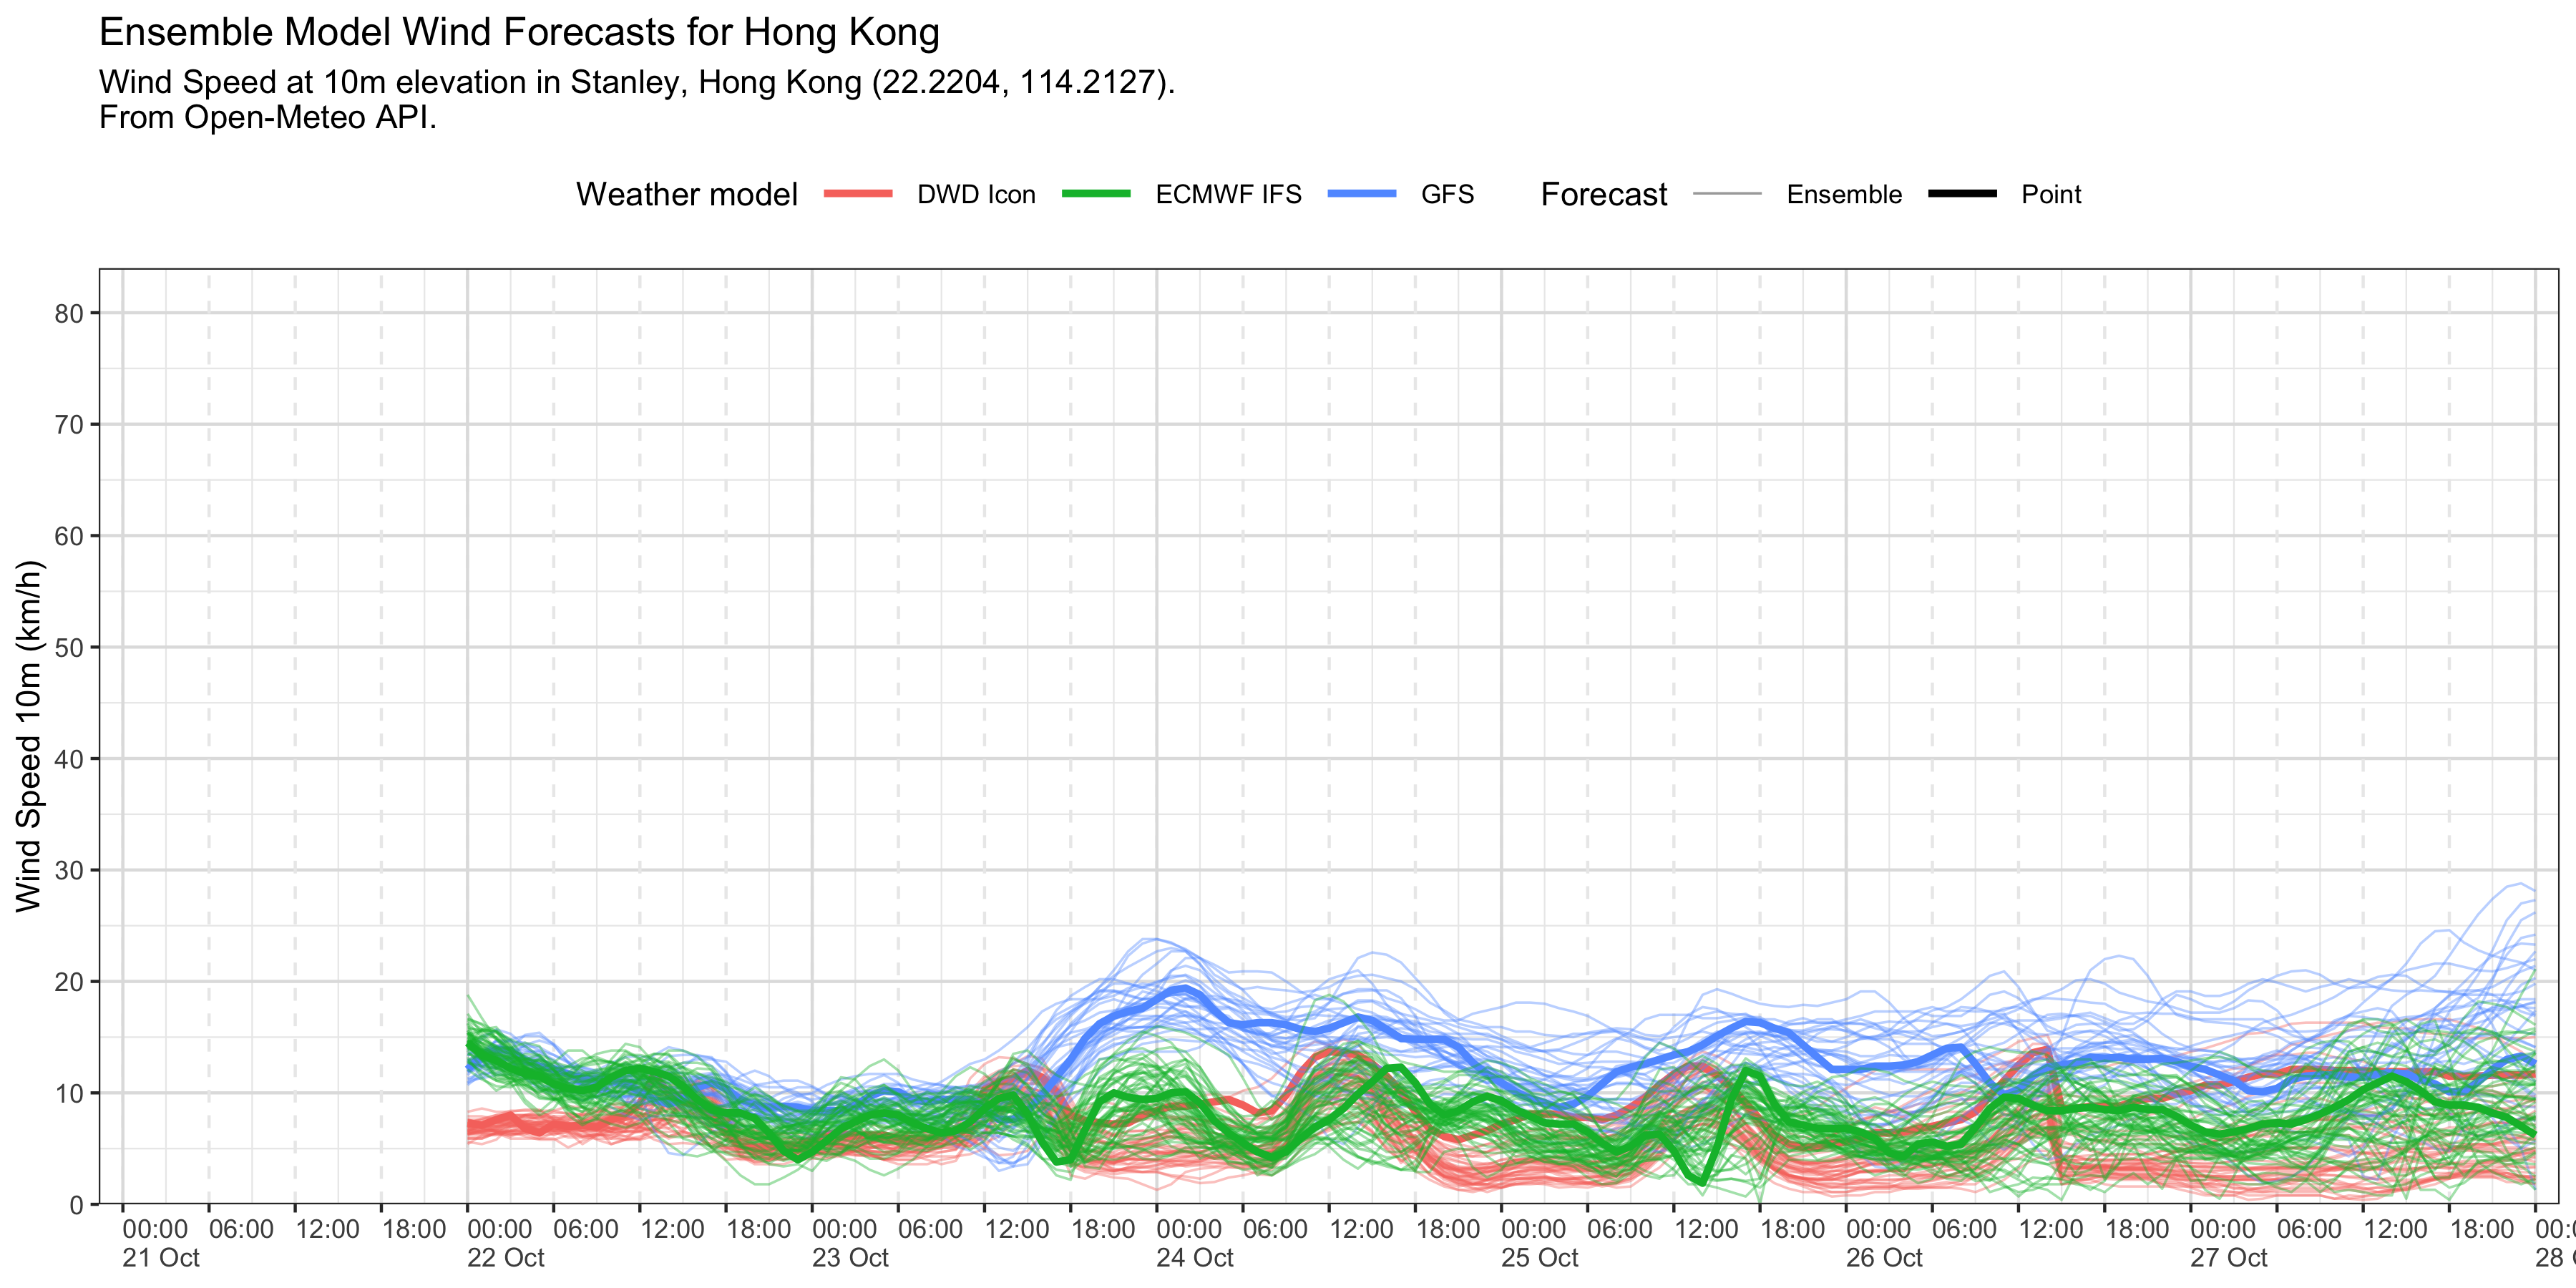 Ensemble Model Wind Forecasts for Hong Kong
Wind Speed at 10m elevation in Stanley, Hong Kong (22.2204, 114.2127).
From Open-Meteo API.
Weather model DWD Icon ECMWF IFS GFS Forecast Ensemble Point
Wind Speed 10m (km/h)
80
70
60
50
40
30
20
10
0
00:00 06:00 12:00 18:00 00:00 06:00 12:00 18:00 00:00 06:00 12:00 18:00 00:00 06:00 12:00 18:00 00:00 06:00 12:00 18:00 00:00 06:00 12:00 18:00 00:00 06:00 12:00 18:00
21 Oct 22 Oct 23 Oct 24 Oct 25 Oct 26 Oct 27 Oct 28